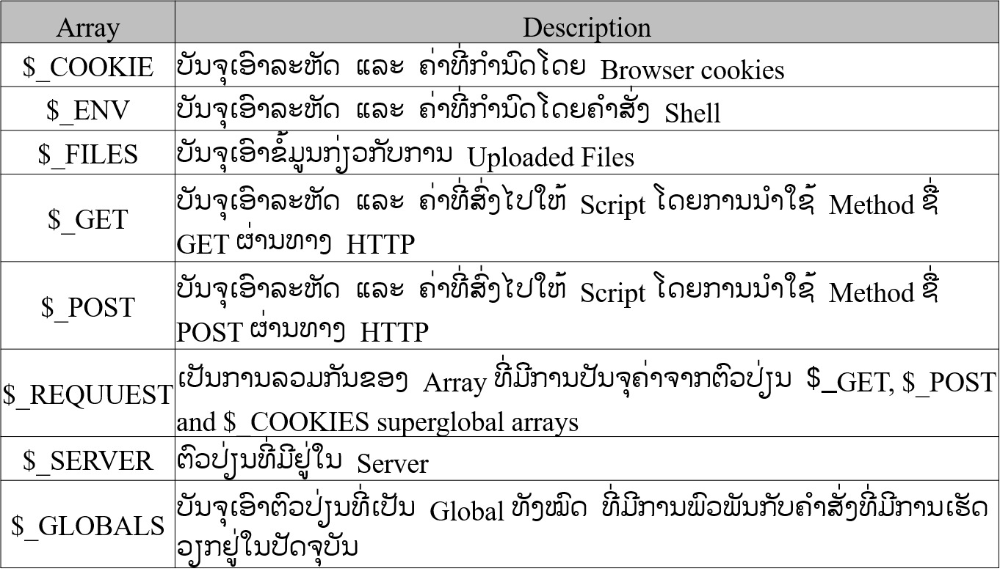 Array Description
$_COOKIE ບັນຈຸເອົາລະຫັດ ແລະ ຄ່າທີ່ກຳນົດໂດຍ Browser cookies
$_ENV ບັນຈຸເອົາລະຫັດ ແລະ ຄ່າທີ່ກຳນົດໂດຍຄຳສັ່ງ Shell
$_FILES ບັນຈຸເອົາຂໍ້ມູນກ່ຽວກັບການ Uploaded Files
$_GET
ບັນຈຸເອົາລະຫັດ ແລະ ຄ່າທີ່ສົ່ງໄປໃຫ້ Script ໂດຍການນຳໃຊ້ Method ຊື່
GET ຜ່ານທາງ HTTP
$_POST
ບັນຈຸເອົາລະຫັດ ແລະ ຄ່າທີ່ສົ່ງໄປໃຫ້ Script ໂດຍການນຳໃຊ້ Method ຊື່
POST ຜ່ານທາງ HTTP
$_REQUUEST
ເປັນການລວມກັນຂອງ Array ທີ່ມີການປັນຈຸຄ່າຈາກຕົວປ່ຽນ $_GET, $_POST
and $_COOKIES superglobal arrays
$_SERVER ຕົວປ່ຽນທີ່ມີຢູ່ໃນ Server
$_GLOBALS
ບັນຈຸເອົາຕົວປ່ຽນທີ່ເປັນ Global ທັງໝົດ ທີ່ມີການພົວພັນກັບຄຳສັ່ງທີ່ມີການເຮັດ
ວຽກຢູ່ໃນປັດຈຸບັນ